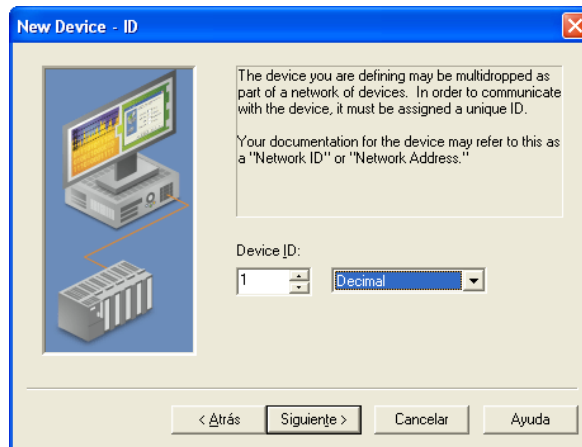 New Device - ID
The device you are defining may be multidropped as
part of a network of devices. In order to communicate
with the device, it must be assigned a unique ID.
Your documentation for the device may refer to this as
a "Network ID" or "Network Address."
Device ID:
1 Decimal
< Atrás Siguiente > Cancelar Ayuda